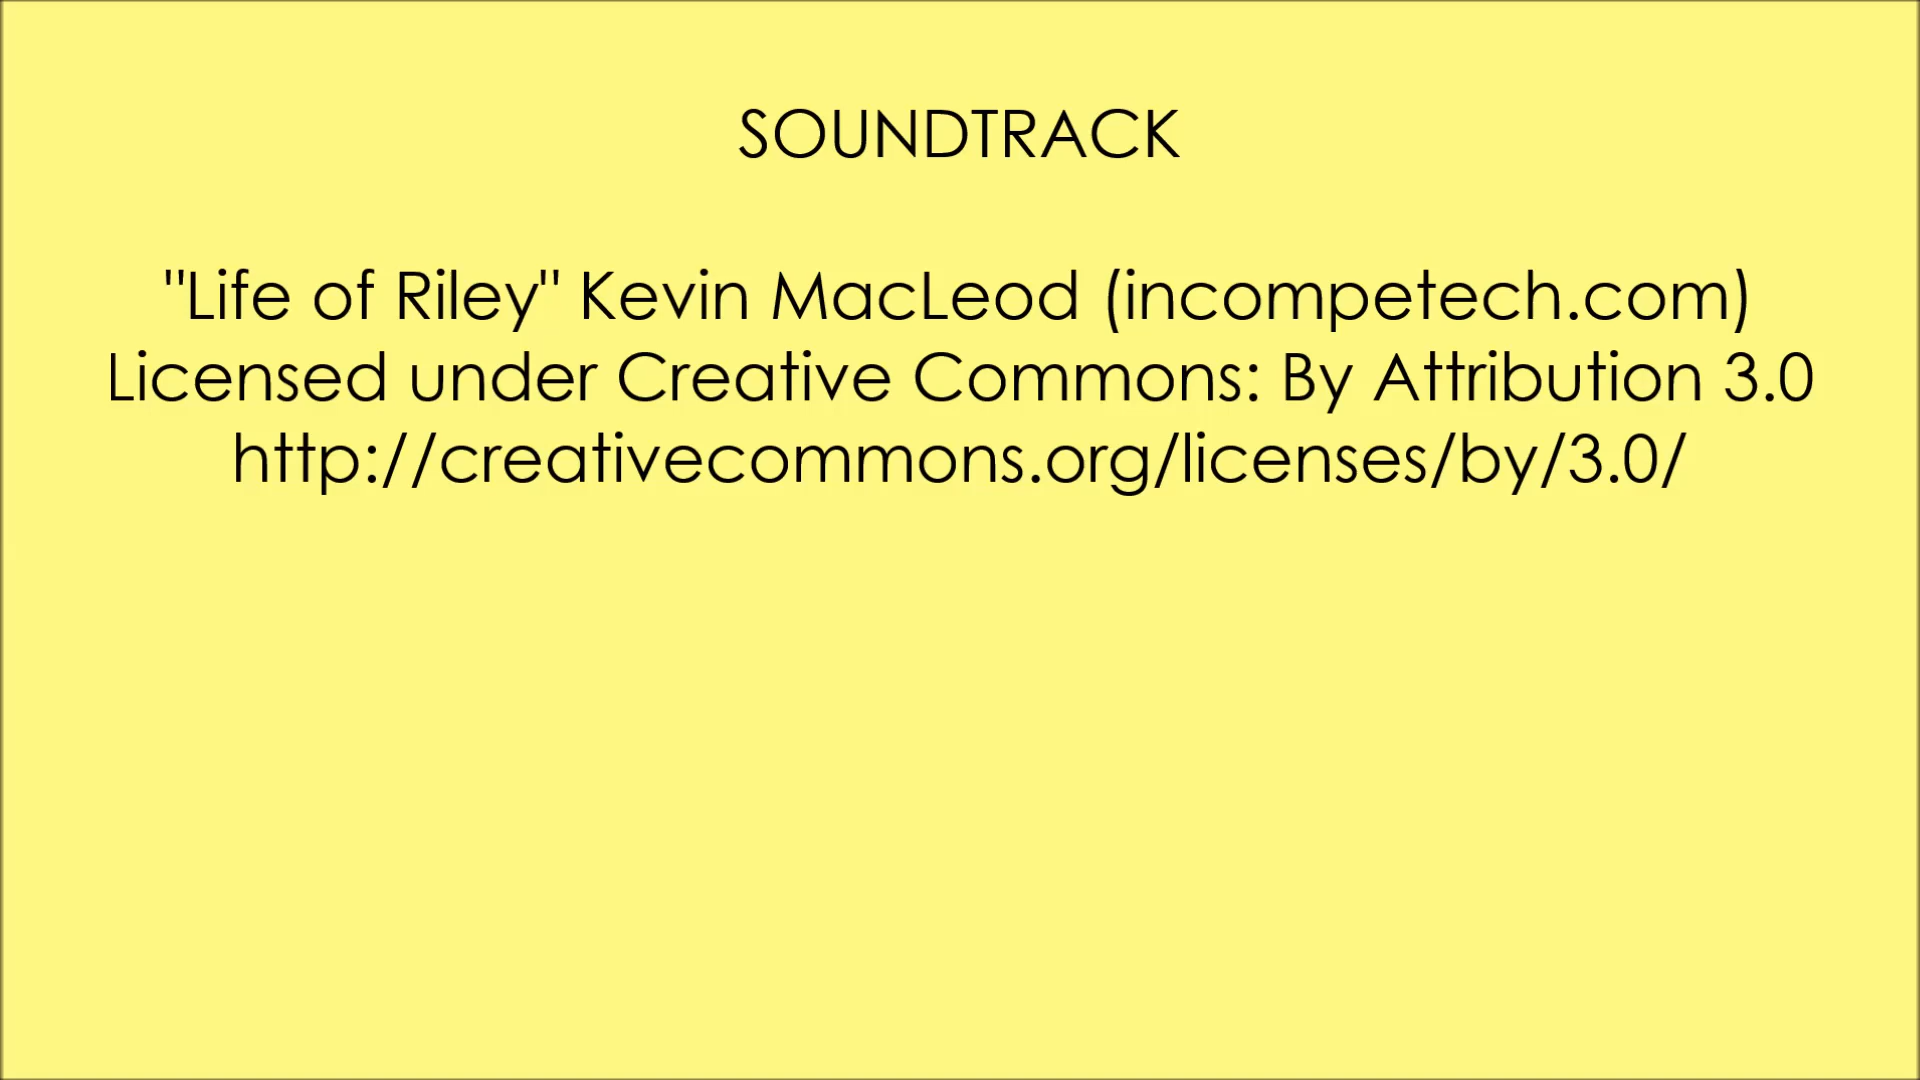 SOUNDTRACK
"Life of Riley" Kevin MacLeod (incompetech.com)
Licensed under Creative Commons: By Attribution 3.0
http://creativecommons.org/licenses/by/3.0/